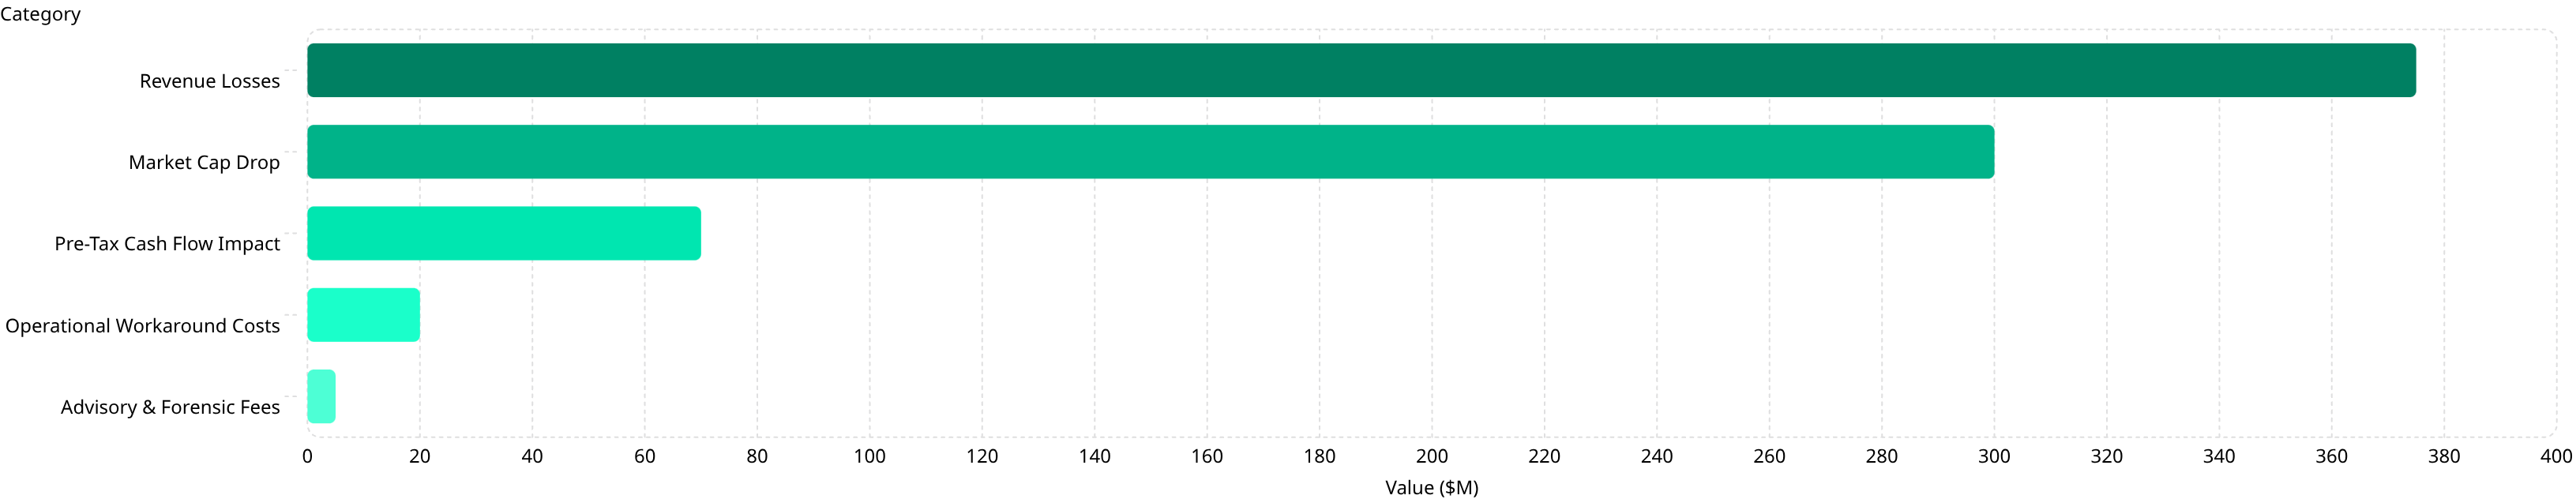 Category
Revenue Losses
Market Cap Drop
Pre-Tax Cash Flow Impact
Operational Workaround Costs
Advisory & Forensic Fees
0 20 40 60 80 100 120 140 160 180 200 220 240 260 280 300 320 340 360 380 400
Value ($M)